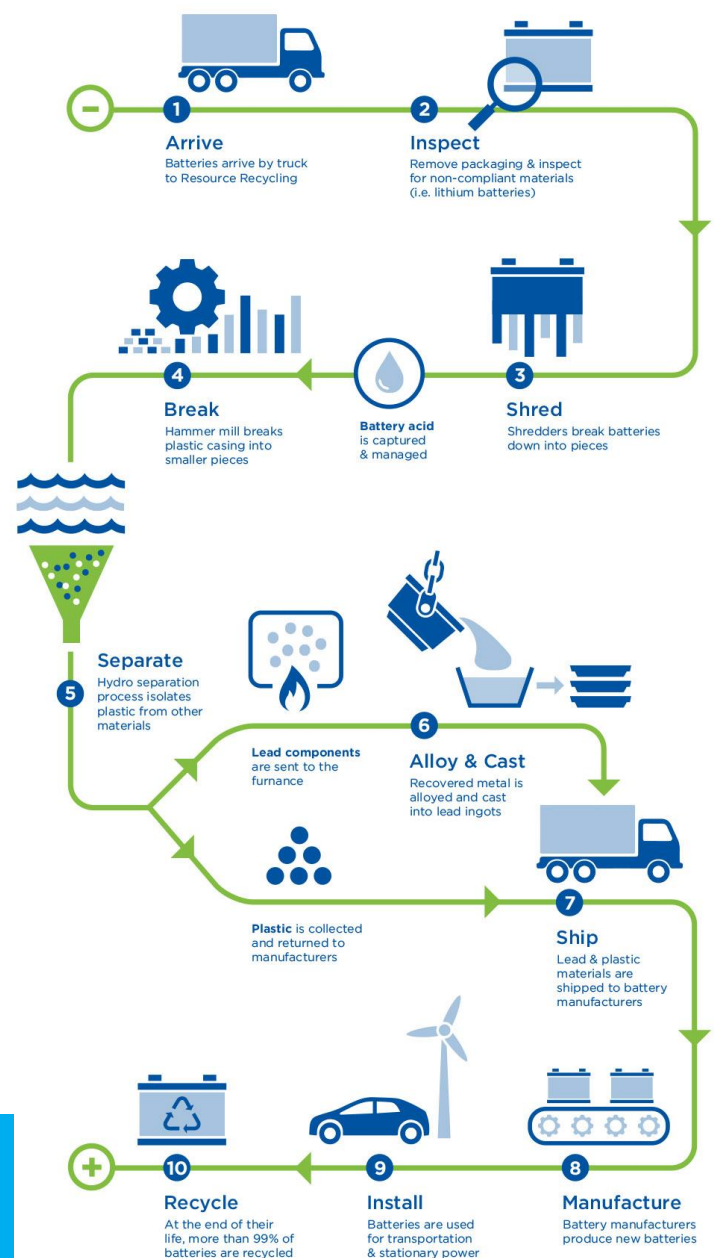 −
1
2
Arrive
Batteries arrive by truck
to Resource Recycling
Inspect
Remove packaging & inspect
for non-compliant materials
(i.e. lithium batteries)
3
Shred
Shredders break batteries
down into pieces
Battery acid
is captured
& managed
4
Break
Hammer mill breaks
plastic casing into
smaller pieces
5
Separate
Hydro separation
process isolates
plastic from other
materials
Lead components
are sent to the
furnance
6
Alloy & Cast
Recovered metal is
alloyed and cast
into lead ingots
Plastic is collected
and returned to
manufacturers
7
Ship
Lead & plastic
materials are
shipped to battery
manufacturers
8
Manufacture
Battery manufacturers
produce new batteries
9
Install
Batteries are used
for transportation
& stationary power
10
Recycle
At the end of their
life, more than 99% of
batteries are recycled
+